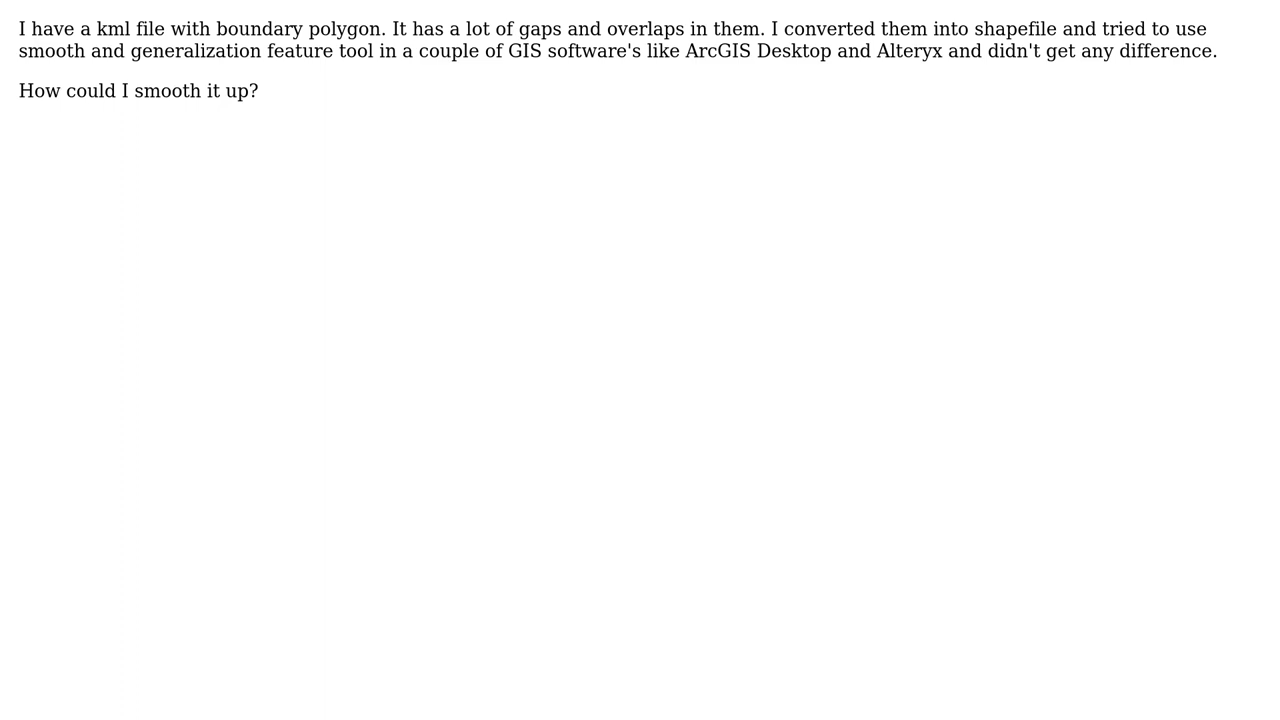 I have a kml file with boundary polygon. It has a lot of gaps and overlaps in them. I converted them into shapefile and tried to use
smooth and generalization feature tool in a couple of GIS software's like ArcGIS Desktop and Alteryx and didn't get any difference.
How could I smooth it up?